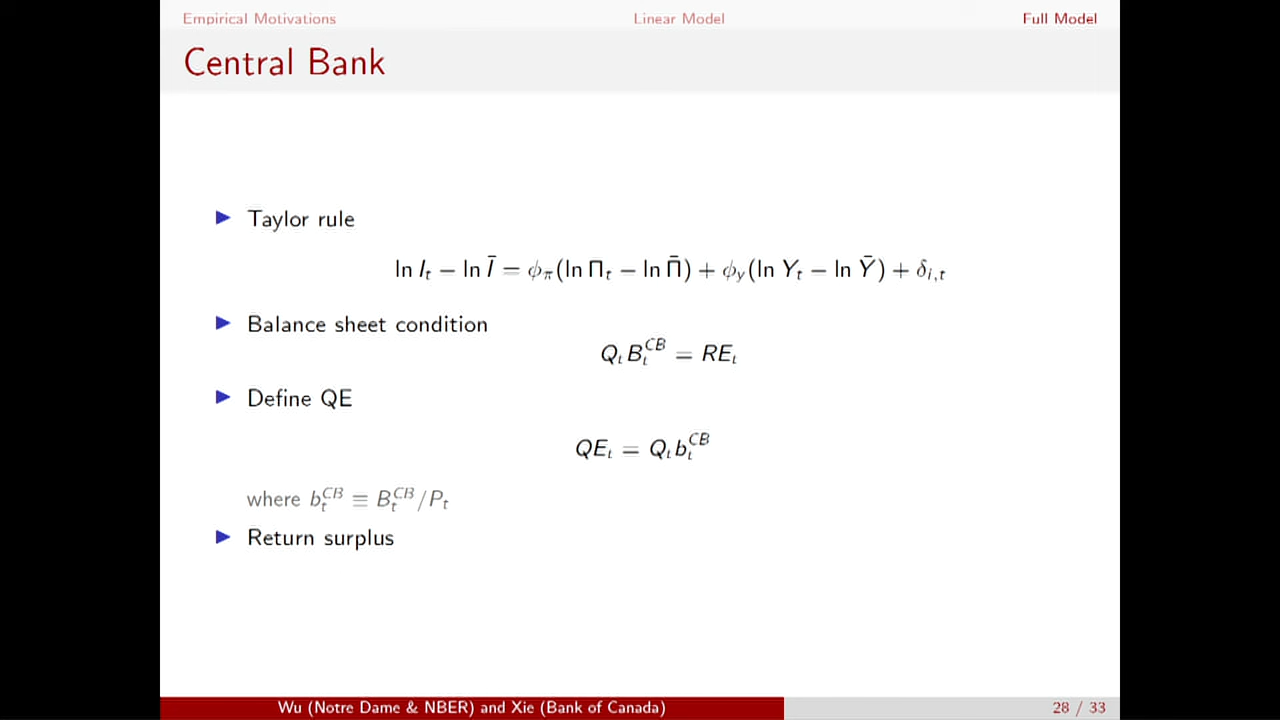 Empirical Motivations Linear Model Full Model
Central Bank
▶ Taylor rule
ln I_t − ln Ī = ϕ_π(ln Π_t − ln Π̄) + ϕ_y(ln Y_t − ln Ȳ) + δ_{i,t}
▶ Balance sheet condition
Q_t B_t^{CB} = RE_t
▶ Define QE
QE_t = Q_t b_t^{CB}
where b_t^{CB} ≡ B_t^{CB}/P_t
▶ Return surplus
Wu (Notre Dame & NBER) and Xie (Bank of Canada) 28 / 33